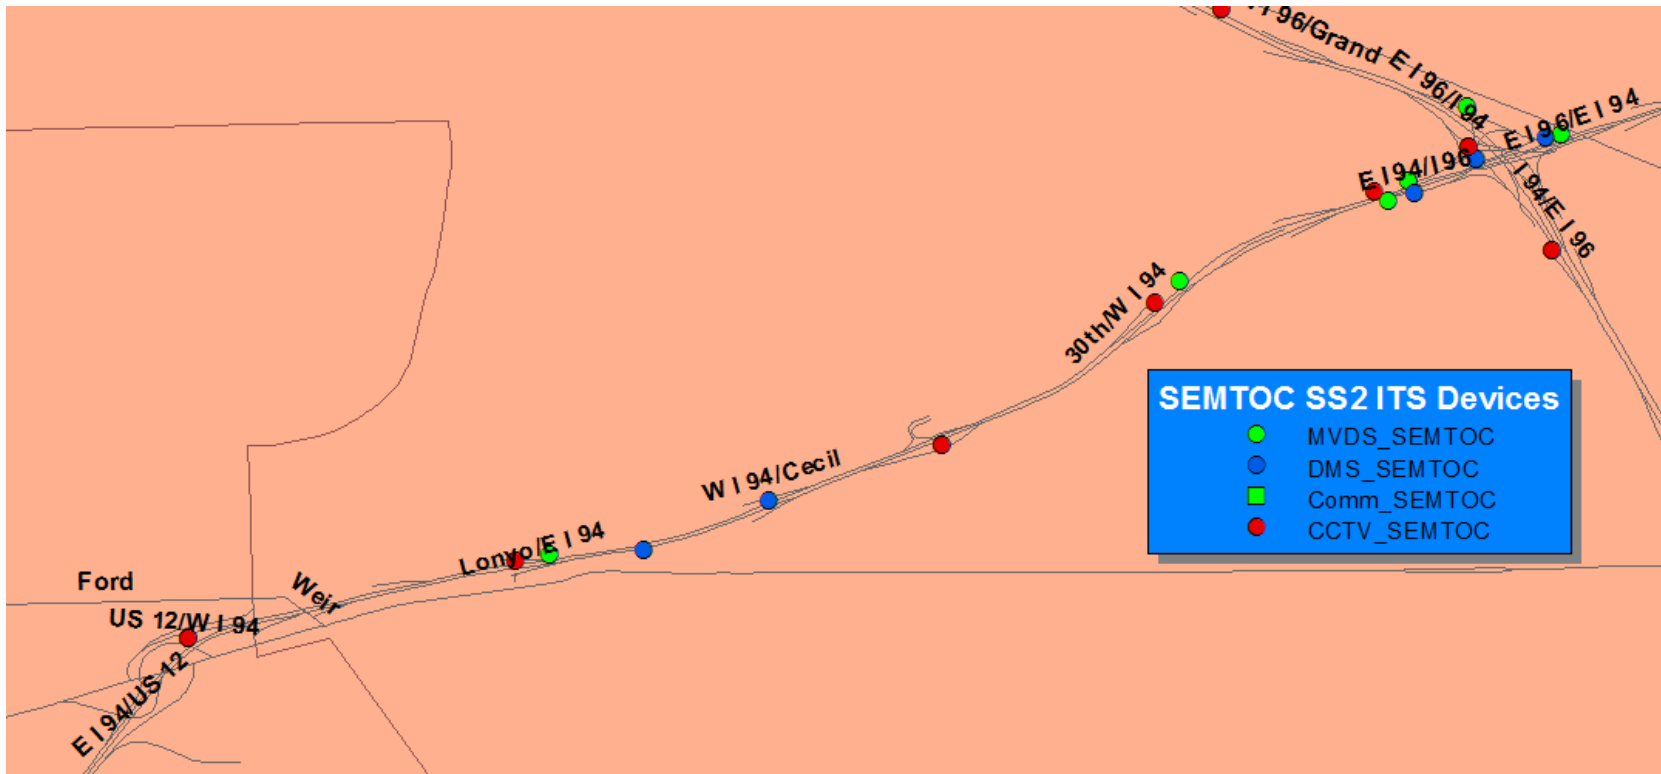 I 96/Grand
E I 96/I 94
E I 96/E I 94
E I 94/I 96
I 94/E I 96
30th/W I 94
SEMTOC SS2 ITS Devices
MVDS_SEMTOC
DMS_SEMTOC
Comm_SEMTOC
CCTV_SEMTOC
W I 94/Cecil
Lonyo/E I 94
Ford
Weir
US 12/W I 94
E I 94/US 12